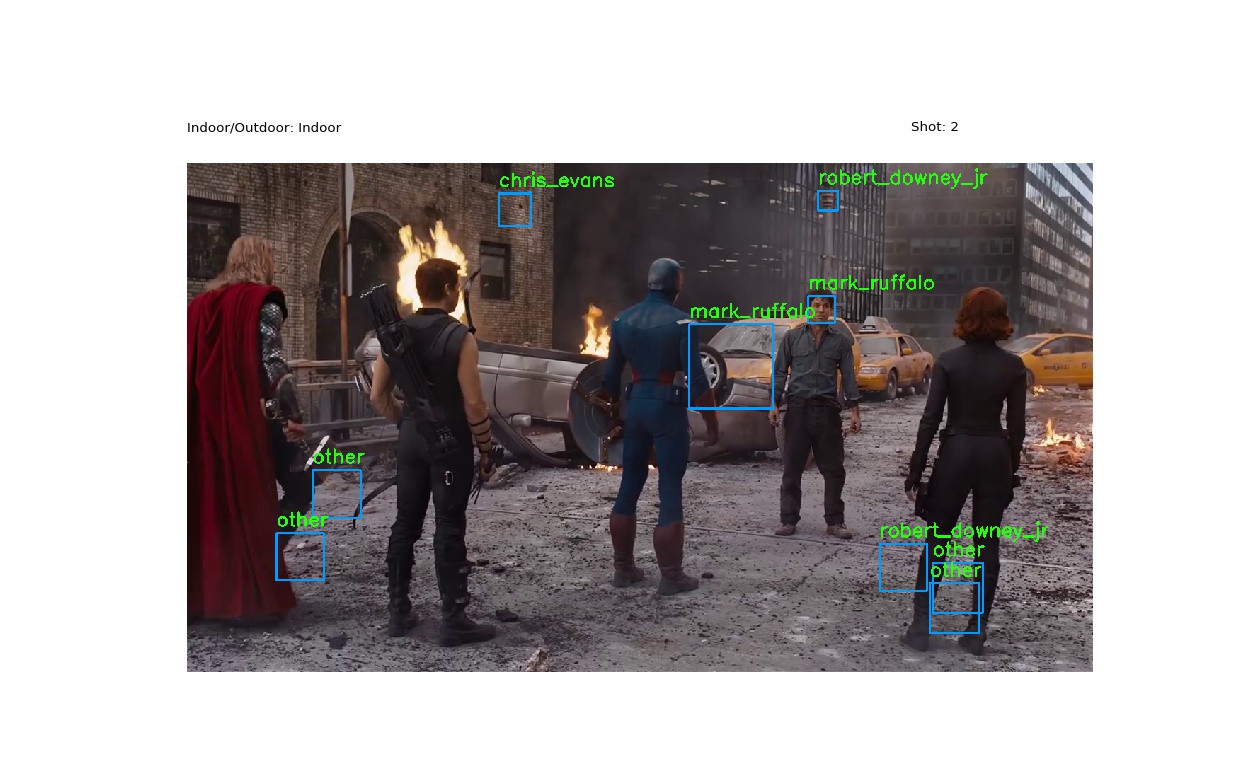 Indoor/Outdoor: Indoor
Shot: 2
chris_evans
robert_downey_jr
mark_ruffalo
mark_ruffalo
other
other
robert_downey_jr
other
other